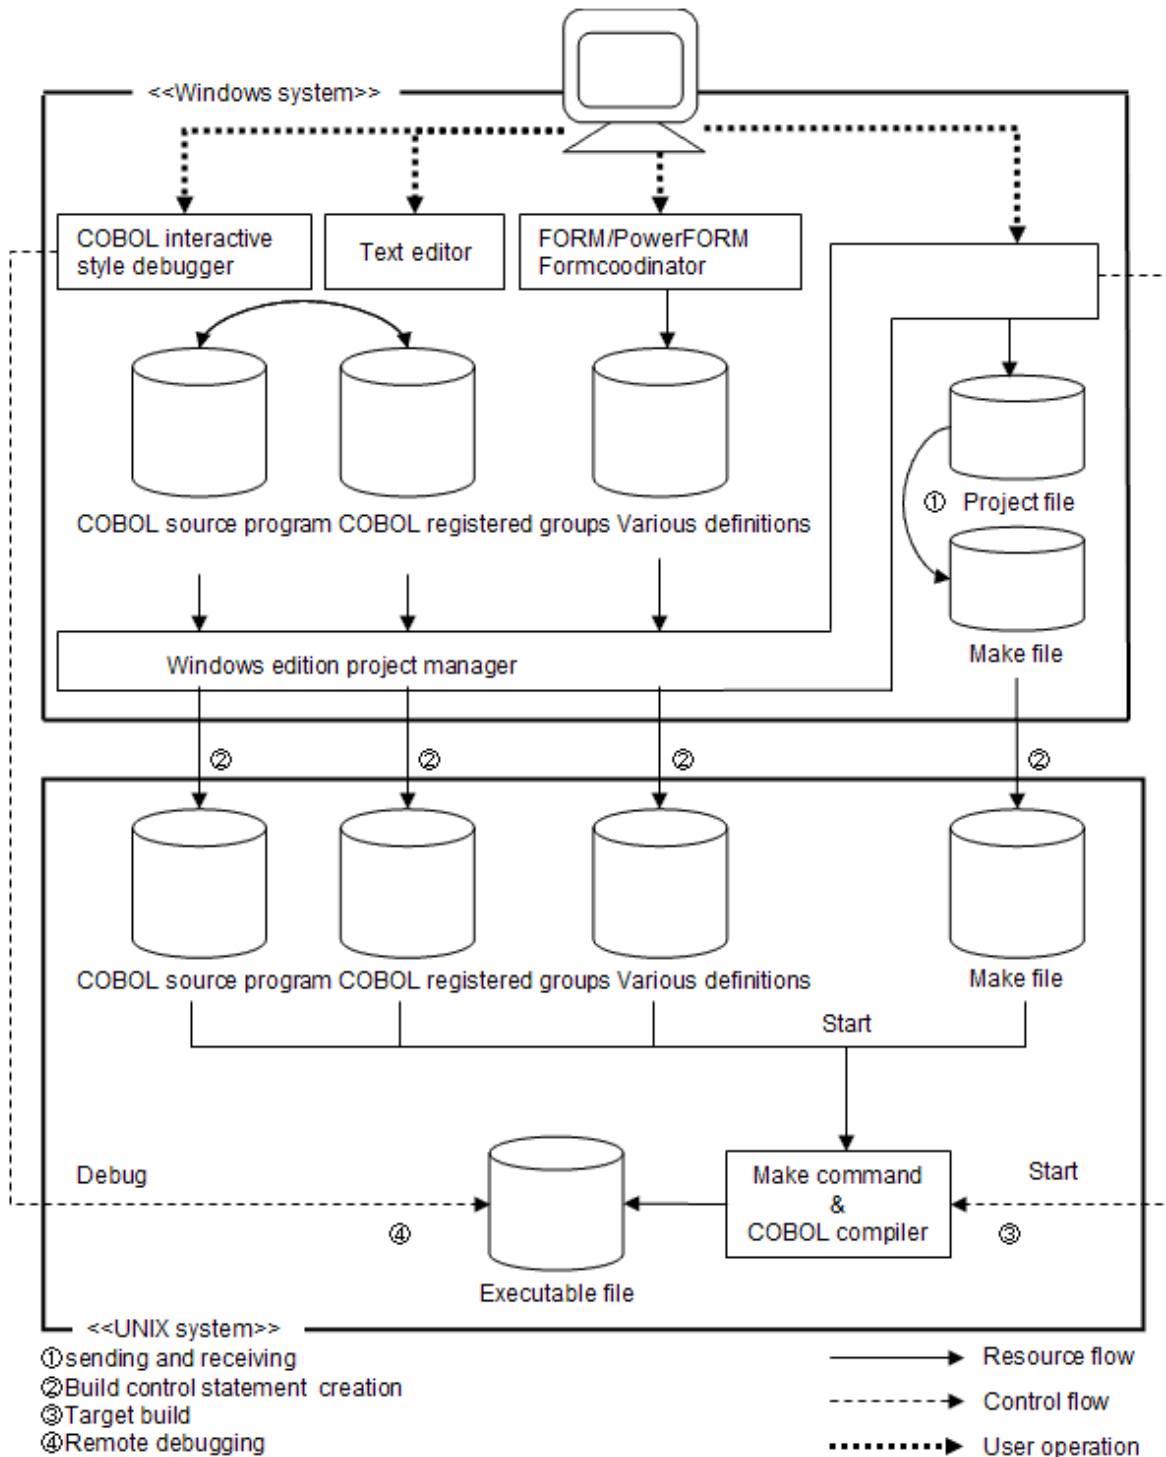 <<Windows system>>
COBOL interactive
style debugger
Text editor
FORM/PowerFORM
Formcoodinator
COBOL source program COBOL registered groups Various definitions
① Project file
Make file
Windows edition project manager
② ② ② ②
COBOL source program COBOL registered groups Various definitions
Make file
Start
Debug
Make command
&
COBOL compiler
Start
④
③
Executable file
<<UNIX system>>
①sending and receiving
②Build control statement creation
③Target build
④Remote debugging
Resource flow
Control flow
User operation